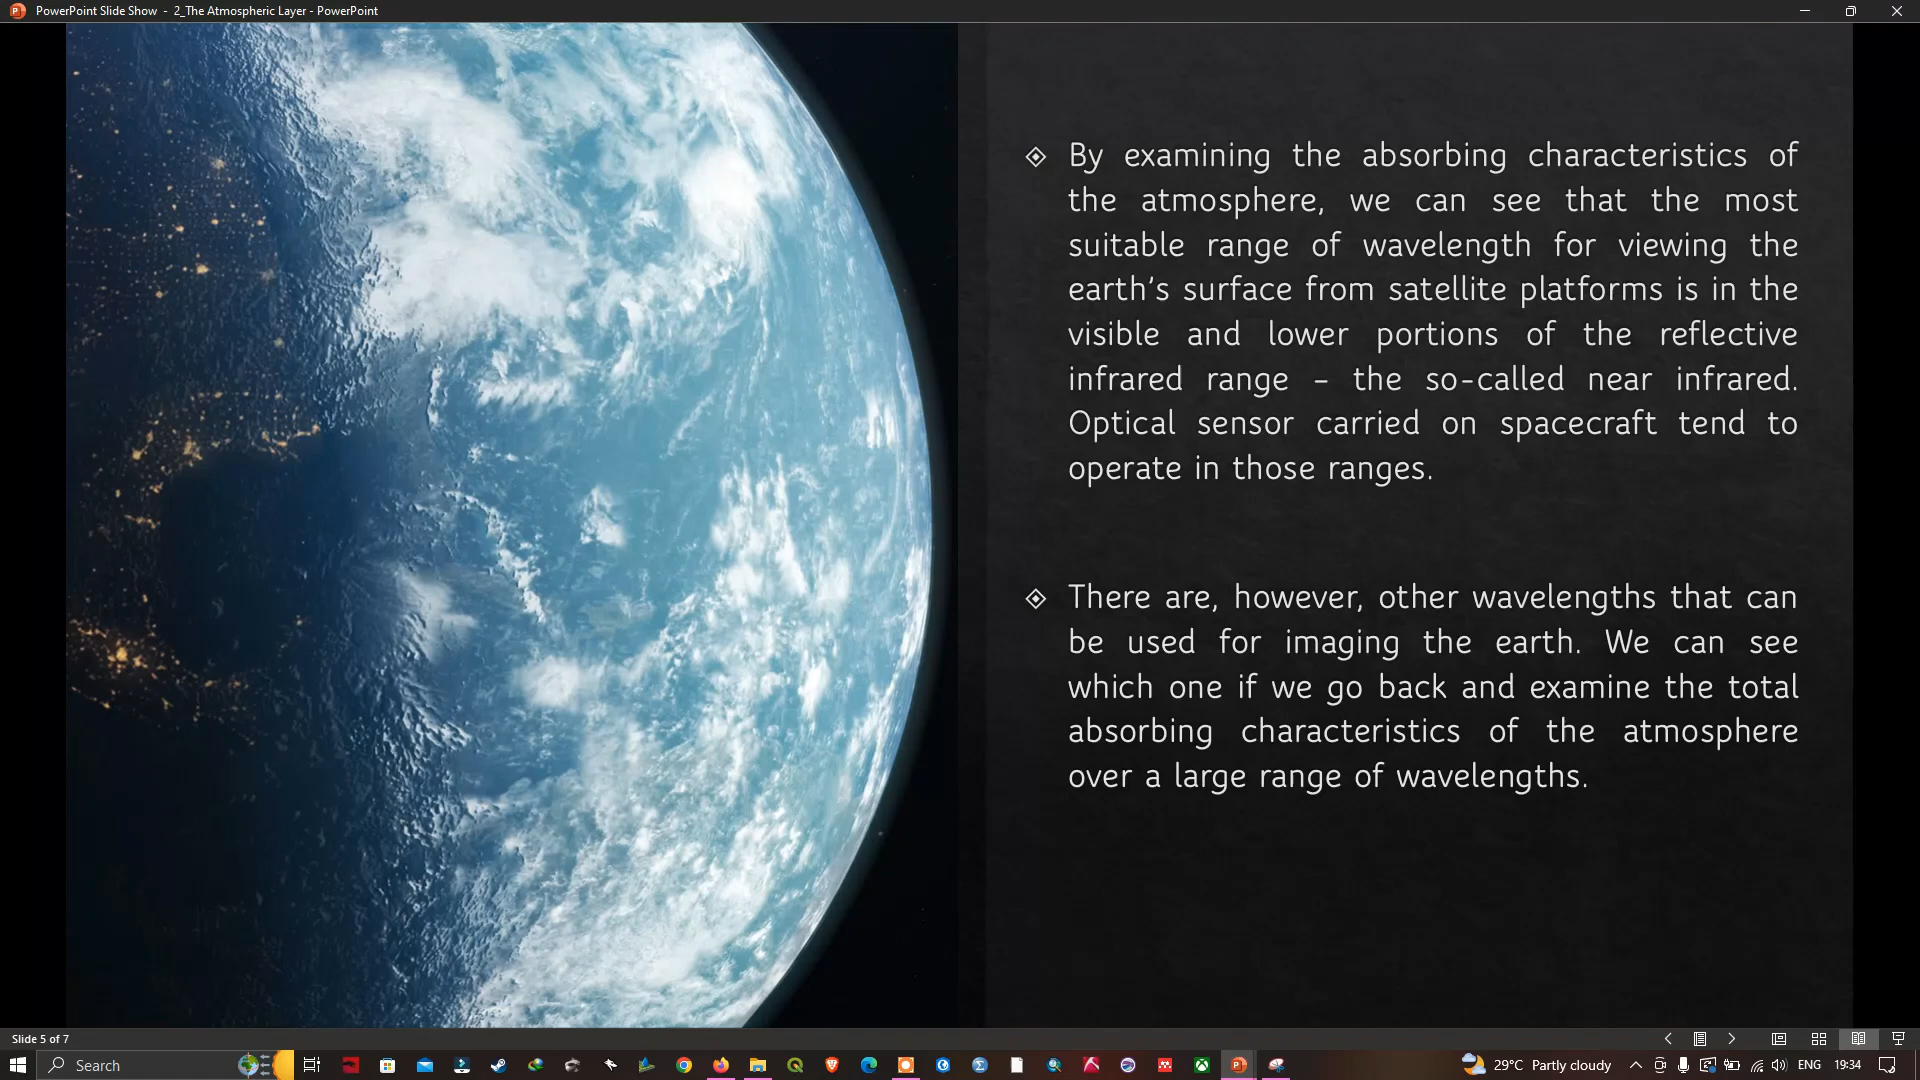 PowerPoint Slide Show - 2_The Atmospheric Layer - PowerPoint
By examining the absorbing characteristics of
the atmosphere, we can see that the most
suitable range of wavelength for viewing the
earth's surface from satellite platforms is in the
visible and lower portions of the reflective
infrared range – the so-called near infrared.
Optical sensor carried on spacecraft tend to
operate in those ranges.
There are, however, other wavelengths that can
be used for imaging the earth. We can see
which one if we go back and examine the total
absorbing characteristics of the atmosphere
over a large range of wavelengths.
Slide 5 of 7
Search
29°C Partly cloudy
ENG
19:34